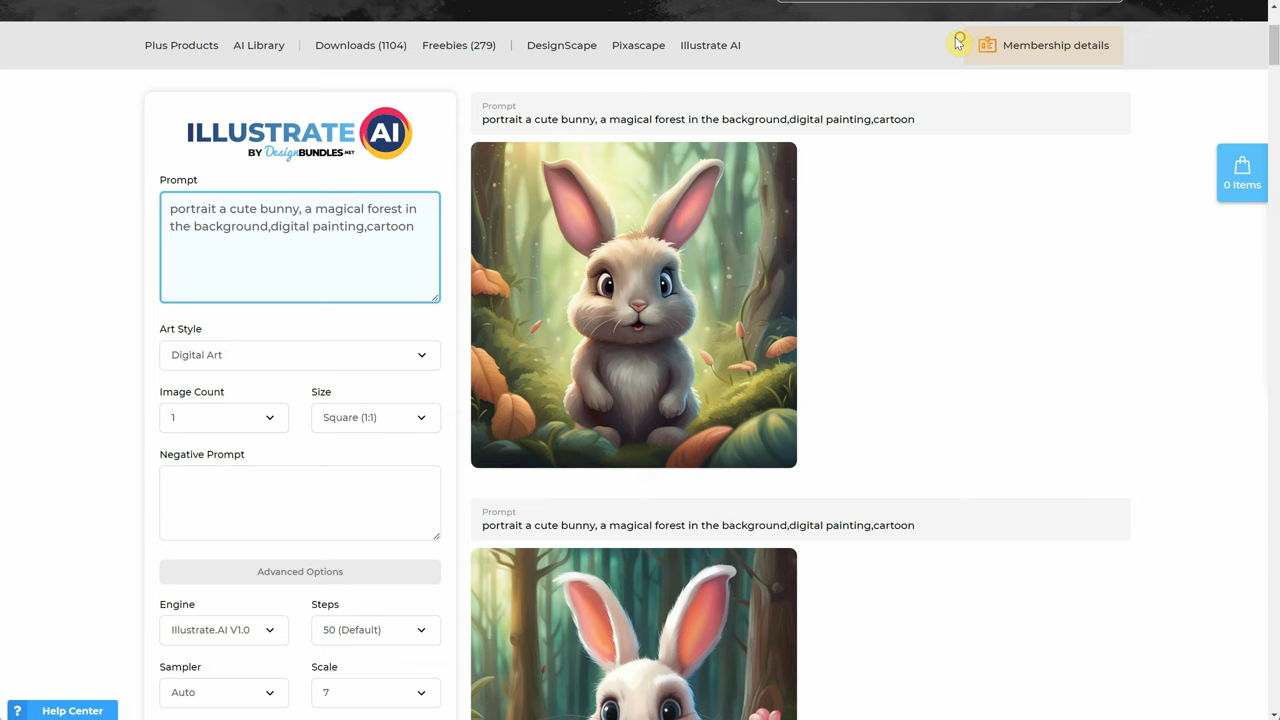 Plus Products
AI Library
Downloads (1104)
Freebies (279)
DesignScape
Pixascape
Illustrate AI
Membership details
ILLUSTRATE AI
BY DesignBUNDLES.NET
Prompt
portrait a cute bunny, a magical forest in
the background,digital painting,cartoon
Art Style
Digital Art
Image Count
Size
1
Square (1:1)
Negative Prompt
Advanced Options
Engine
Steps
Illustrate.AI V1.0
50 (Default)
Sampler
Scale
Auto
7
? Help Center
Prompt
portrait a cute bunny, a magical forest in the background,digital painting,cartoon
Prompt
portrait a cute bunny, a magical forest in the background,digital painting,cartoon
0 Items